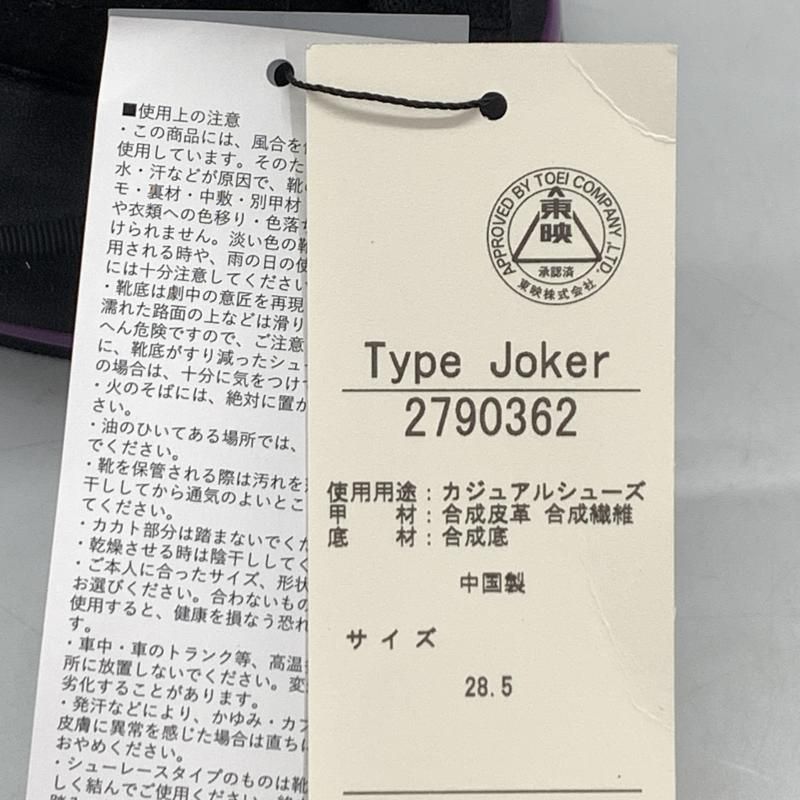 ■使用上の注意
・この商品には、風合を
使用しています。そのた
水・汗などが原因で、靴
モ・裏材・中敷・別甲材
や衣類への色移り・色落
けられません。淡い色の靴
用される時や、雨の日の使
には十分注意してください
・靴底は劇中の意匠を再現
濡れた路面の上などは滑り
へん危険ですので、ご注意
に、靴底がすり減ったシュー
の場合は、十分に気をつけ
・火のそばには、絶対に置か
さい。
・油のひいてある場所では、
でください。
・靴を保管される際は汚れを
干ししてから通気のよいとこ
てください。
・カカト部分は踏まないでくだ
・乾燥させる時は陰干ししてく
・ご本人に合ったサイズ、形状
お選びください。合わないもの
使用すると、健康を損なう恐れ
す。
・車中・車のトランク等、高温
所に放置しないでください。変
劣化することがあります。
・発汗などにより、かゆみ・カブ
皮膚に異常を感じた場合は直ちに
おやめください。
・シューレースタイプのものは靴
しく結んでご使用ください。
APPROVED BY TOEI COMPANY ,LTD.
東映
承認済
東映株式会社
Type Joker
2790362
使用用途：カジュアルシューズ
甲　　材：合成皮革 合成繊維
底　　材：合成底
中国製
サイズ
28.5